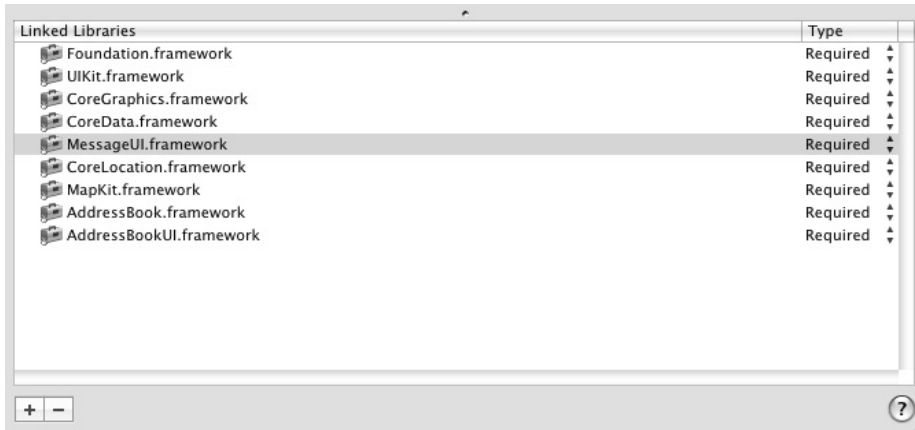 Linked Libraries Type
Foundation.framework Required
UIKit.framework Required
CoreGraphics.framework Required
CoreData.framework Required
MessageUI.framework Required
CoreLocation.framework Required
MapKit.framework Required
AddressBook.framework Required
AddressBookUI.framework Required
+ − ?